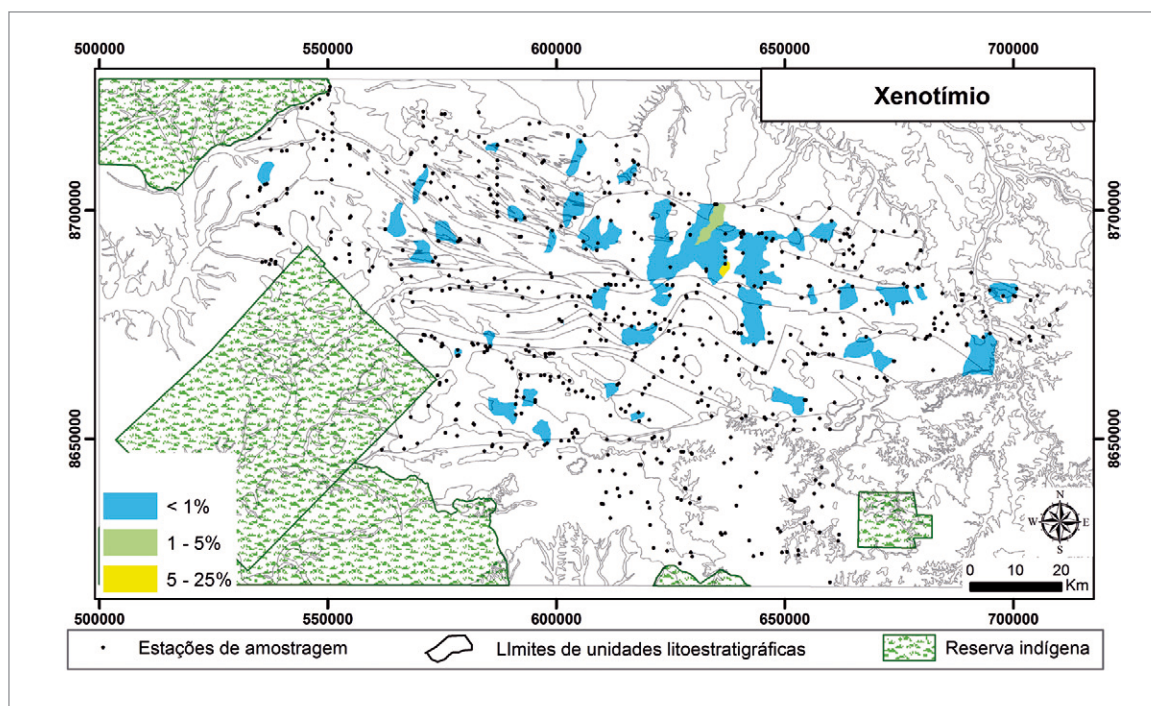 500000 550000 600000 650000 700000
Xenotímio
8700000 8700000
8650000 8650000
< 1%
1 - 5%
5 - 25%
N
W E
S
0 10 20
Km
500000 550000 600000 650000 700000
Estações de amostragem LImites de unidades litoestratigráficas Reserva indígena